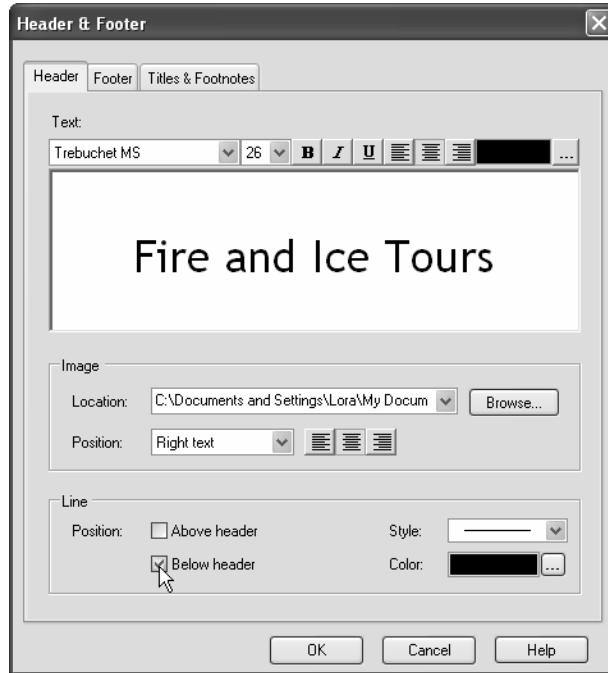 Header & Footer
Header Footer Titles & Footnotes
Text:
Trebuchet MS 26 B I U ...
Fire and Ice Tours
Image
Location: C:\Documents and Settings\Lora\My Docum Browse...
Position: Right text
Line
Position: Above header Style:
Below header Color: ...
OK Cancel Help